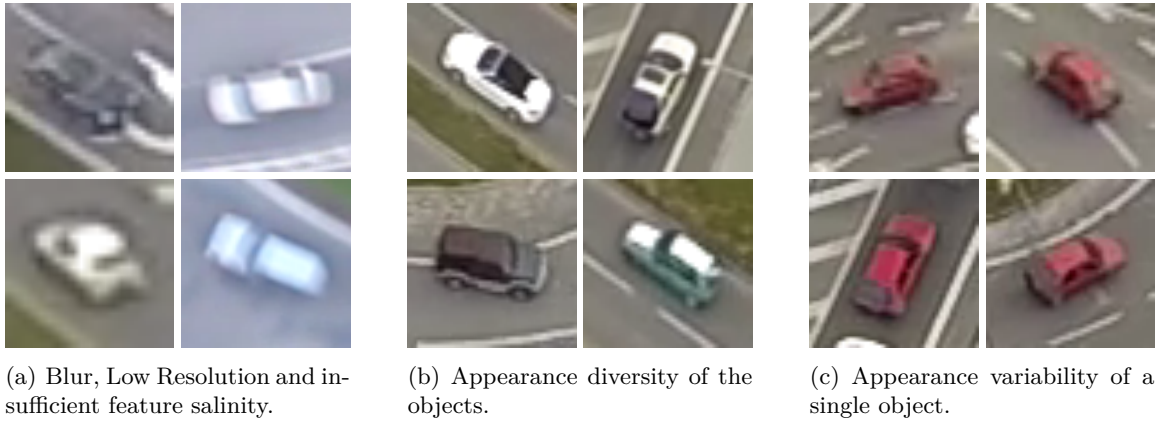 (a) Blur, Low Resolution and in-
sufficient feature salinity.
(b) Appearance diversity of the
objects.
(c) Appearance variability of a
single object.